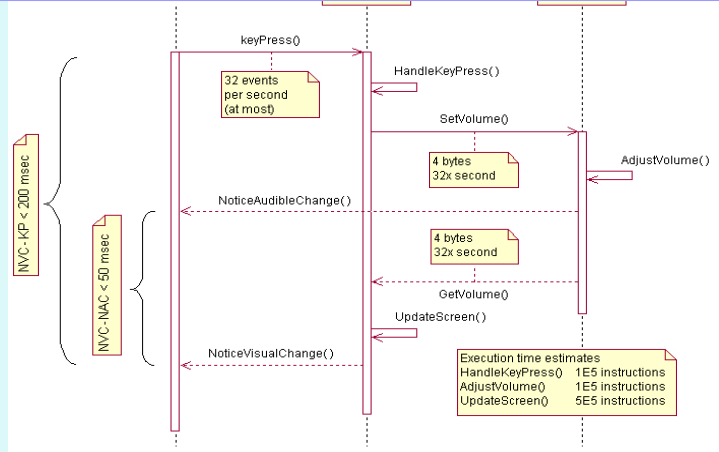 keyPress()
32 events
per second
(at most)
HandleKeyPress()
SetVolume()
4 bytes
32x second
AdjustVolume()
NoticeAudibleChange()
4 bytes
32x second
GetVolume()
UpdateScreen()
NoticeVisualChange()
NVC-KP < 200 msec
NVC-NAC < 50 msec
Execution time estimates
HandleKeyPress() 1E5 instructions
AdjustVolume() 1E5 instructions
UpdateScreen() 5E5 instructions